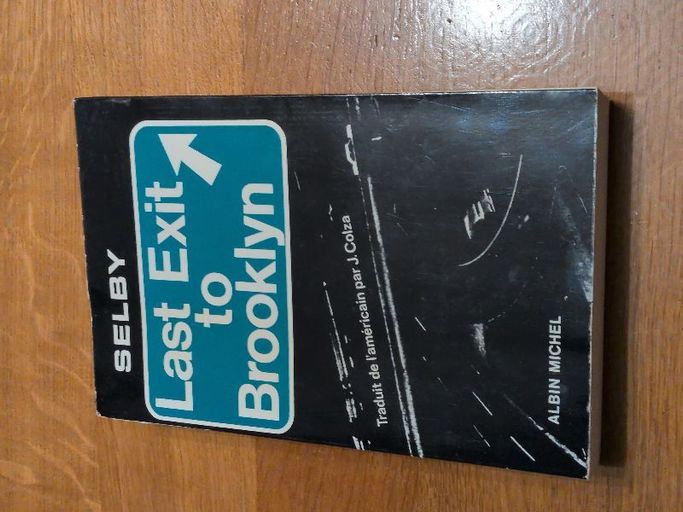 SELBY
Last Exit
to
Brooklyn
Traduit de l'américain par J. Colza
ALBIN MICHEL